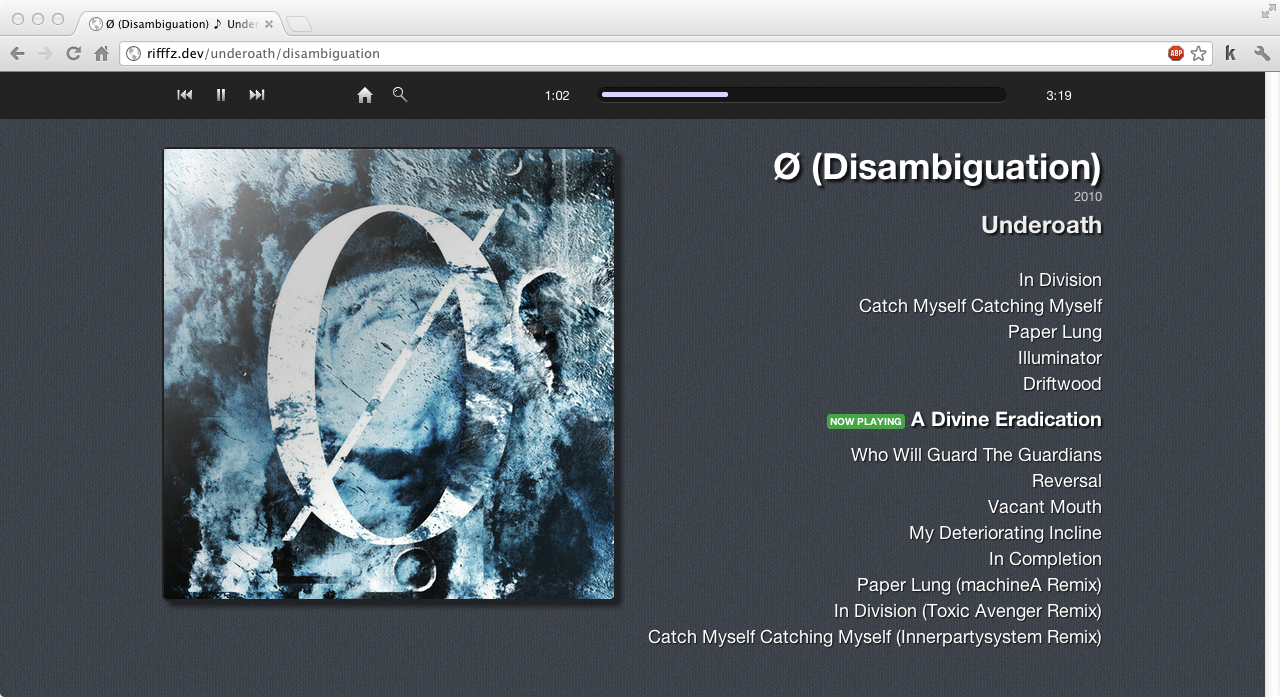 Ø (Disambiguation) ♪ Under
rifffz.dev/underoath/disambiguation
ABP
k
1:02
3:19
Ø
Ø (Disambiguation)
2010
Underoath
In Division
Catch Myself Catching Myself
Paper Lung
Illuminator
Driftwood
NOW PLAYING A Divine Eradication
Who Will Guard The Guardians
Reversal
Vacant Mouth
My Deteriorating Incline
In Completion
Paper Lung (machineA Remix)
In Division (Toxic Avenger Remix)
Catch Myself Catching Myself (Innerpartysystem Remix)